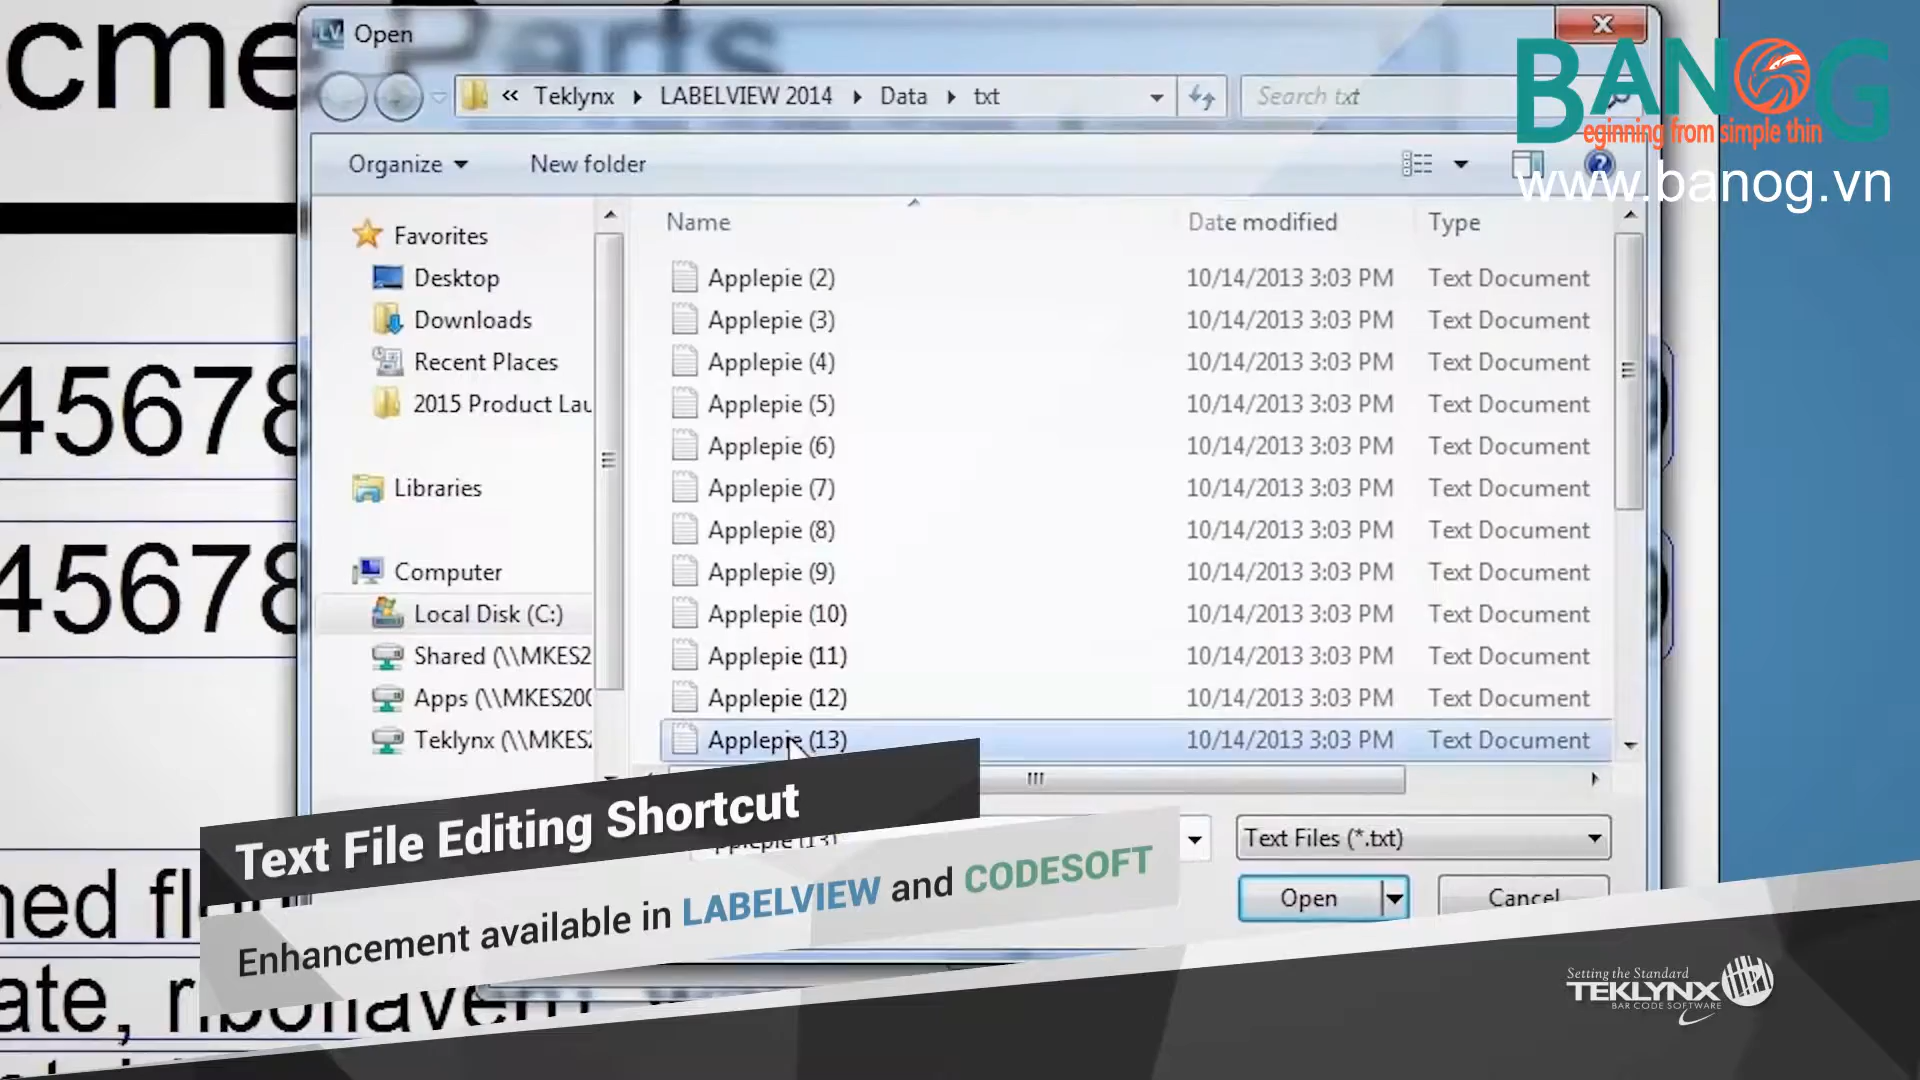 cme Parts
LV Open
« Teklynx LABELVIEW 2014 Data txt
Search txt
BANOG
eginning from simple thin
www.banog.vn
Organize New folder
Name Date modified Type
Favorites
Desktop
Downloads
Recent Places
2015 Product Lau
Libraries
Computer
Local Disk (C:)
Shared (\\MKES2
Apps (\\MKES200
Teklynx (\\MKES2
Applepie (2) 10/14/2013 3:03 PM Text Document
Applepie (3) 10/14/2013 3:03 PM Text Document
Applepie (4) 10/14/2013 3:03 PM Text Document
Applepie (5) 10/14/2013 3:03 PM Text Document
Applepie (6) 10/14/2013 3:03 PM Text Document
Applepie (7) 10/14/2013 3:03 PM Text Document
Applepie (8) 10/14/2013 3:03 PM Text Document
Applepie (9) 10/14/2013 3:03 PM Text Document
Applepie (10) 10/14/2013 3:03 PM Text Document
Applepie (11) 10/14/2013 3:03 PM Text Document
Applepie (12) 10/14/2013 3:03 PM Text Document
Applepie (13) 10/14/2013 3:03 PM Text Document
45678
45678
Text Files (*.txt)
Open Cancel
Text File Editing Shortcut
Enhancement available in LABELVIEW and CODESOFT
ned fl
ate, riboflaven
Setting the Standard
TEKLYNX
BAR CODE SOFTWARE